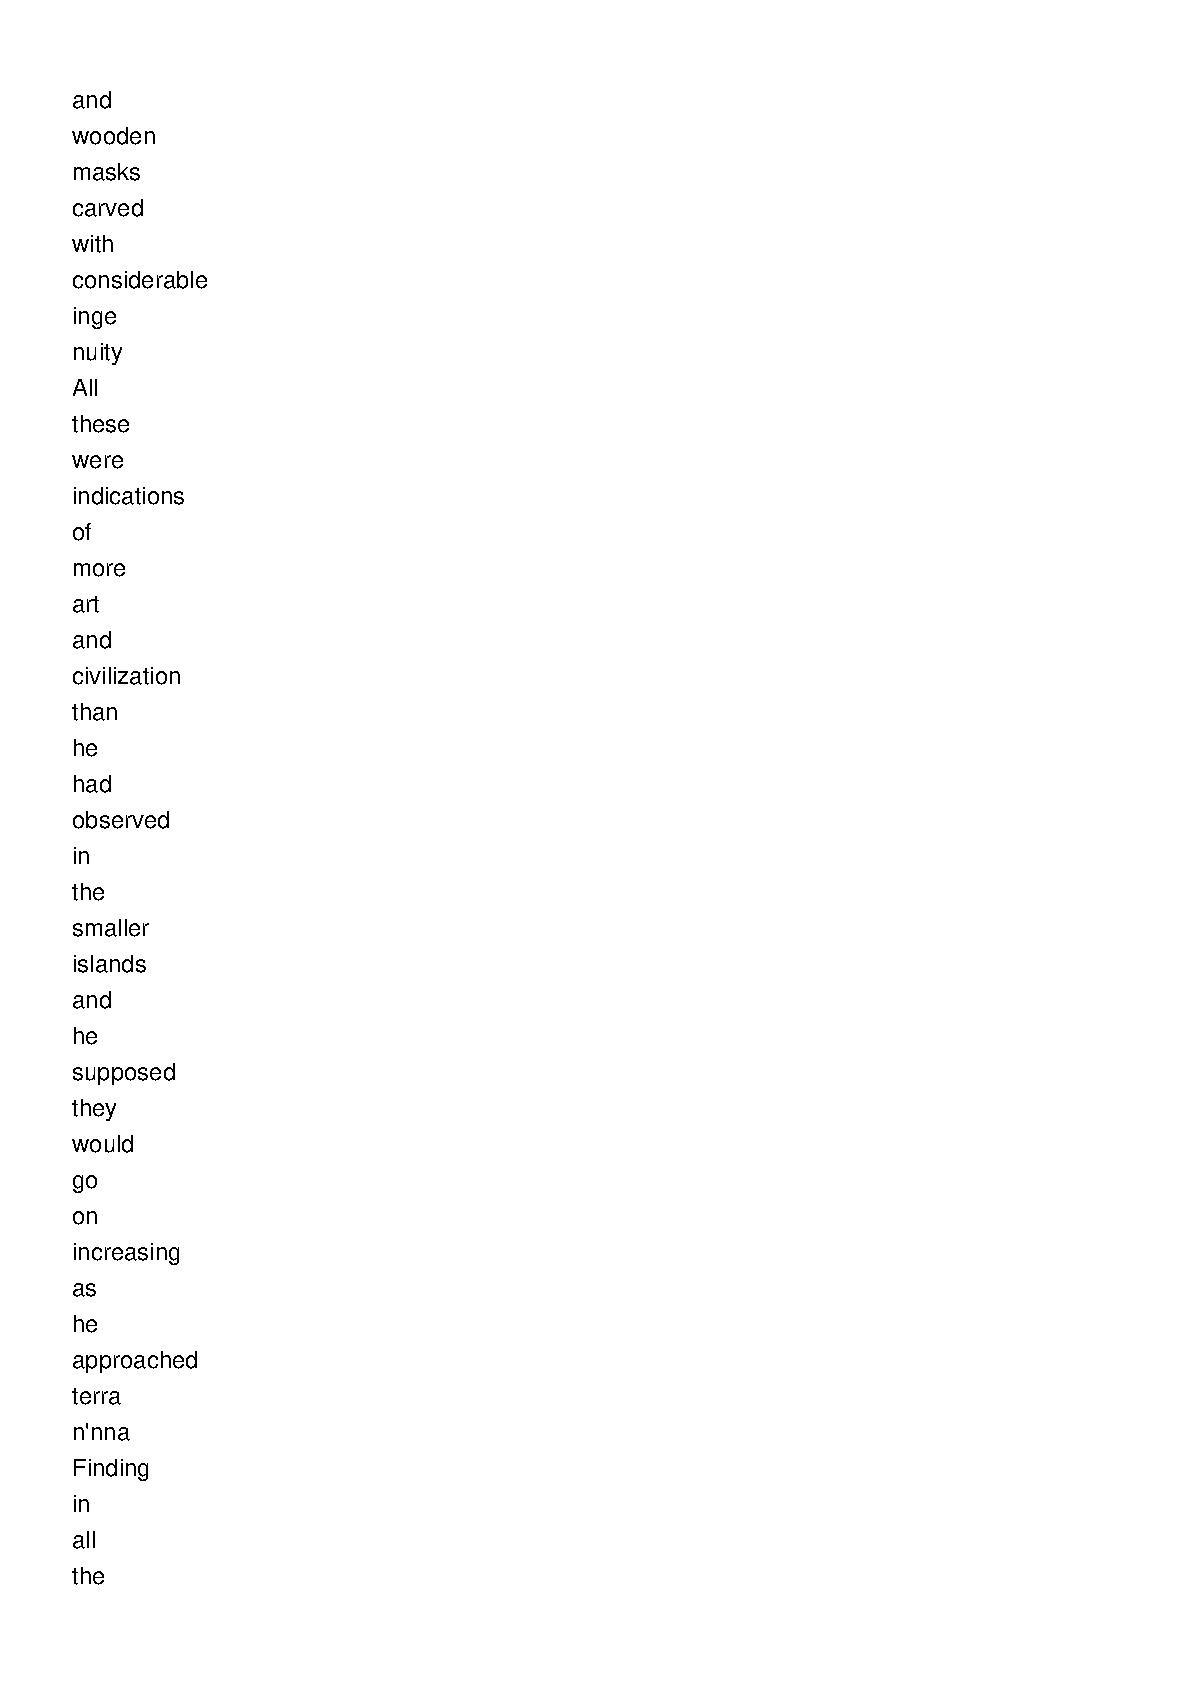 and
wooden
masks
carved
with
considerable
inge
nuity
All
these
were
indications
of
more
art
and
civilization
than
he
had
observed
in
the
smaller
islands
and
he
supposed
they
would
go
on
increasing
as
he
approached
terra
n'nna
Finding
in
all
the